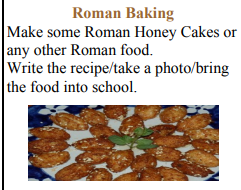 Roman Baking
Make some Roman Honey Cakes or
any other Roman food.
Write the recipe/take a photo/bring
the food into school.